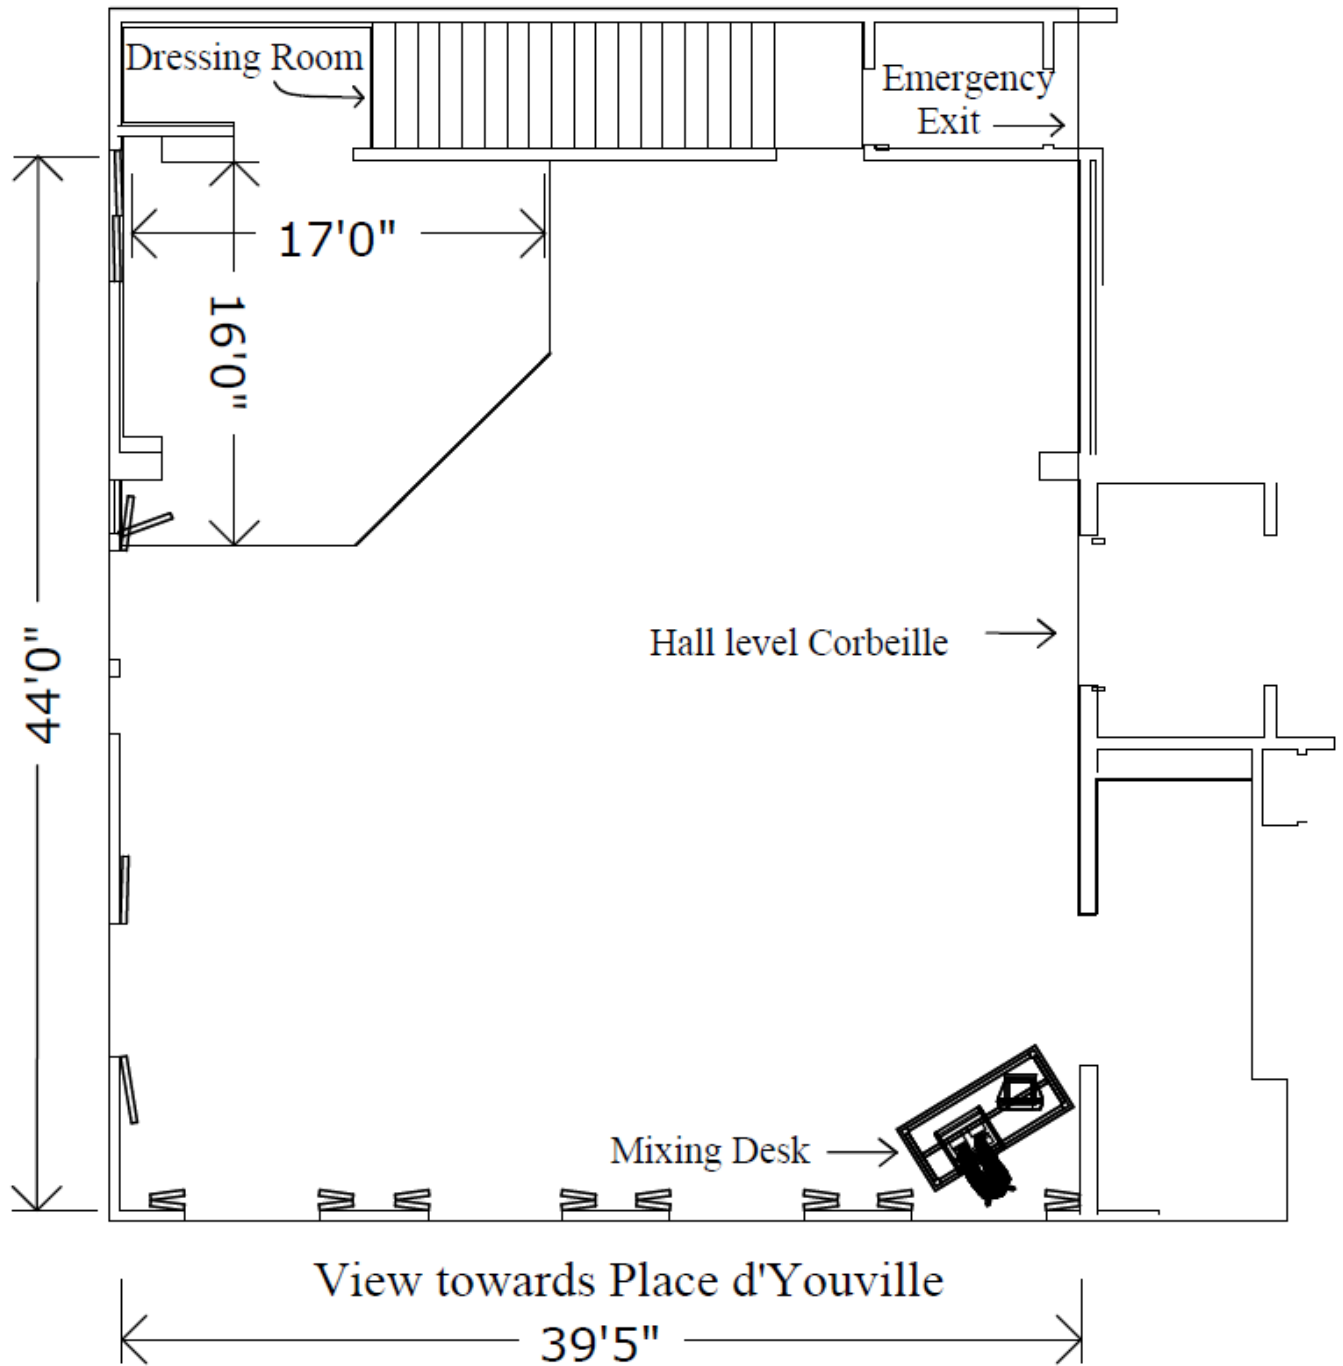 Dressing Room
Emergency
Exit
17'0"
16'0"
44'0"
Hall level Corbeille
Mixing Desk
View towards Place d'Youville
39'5"